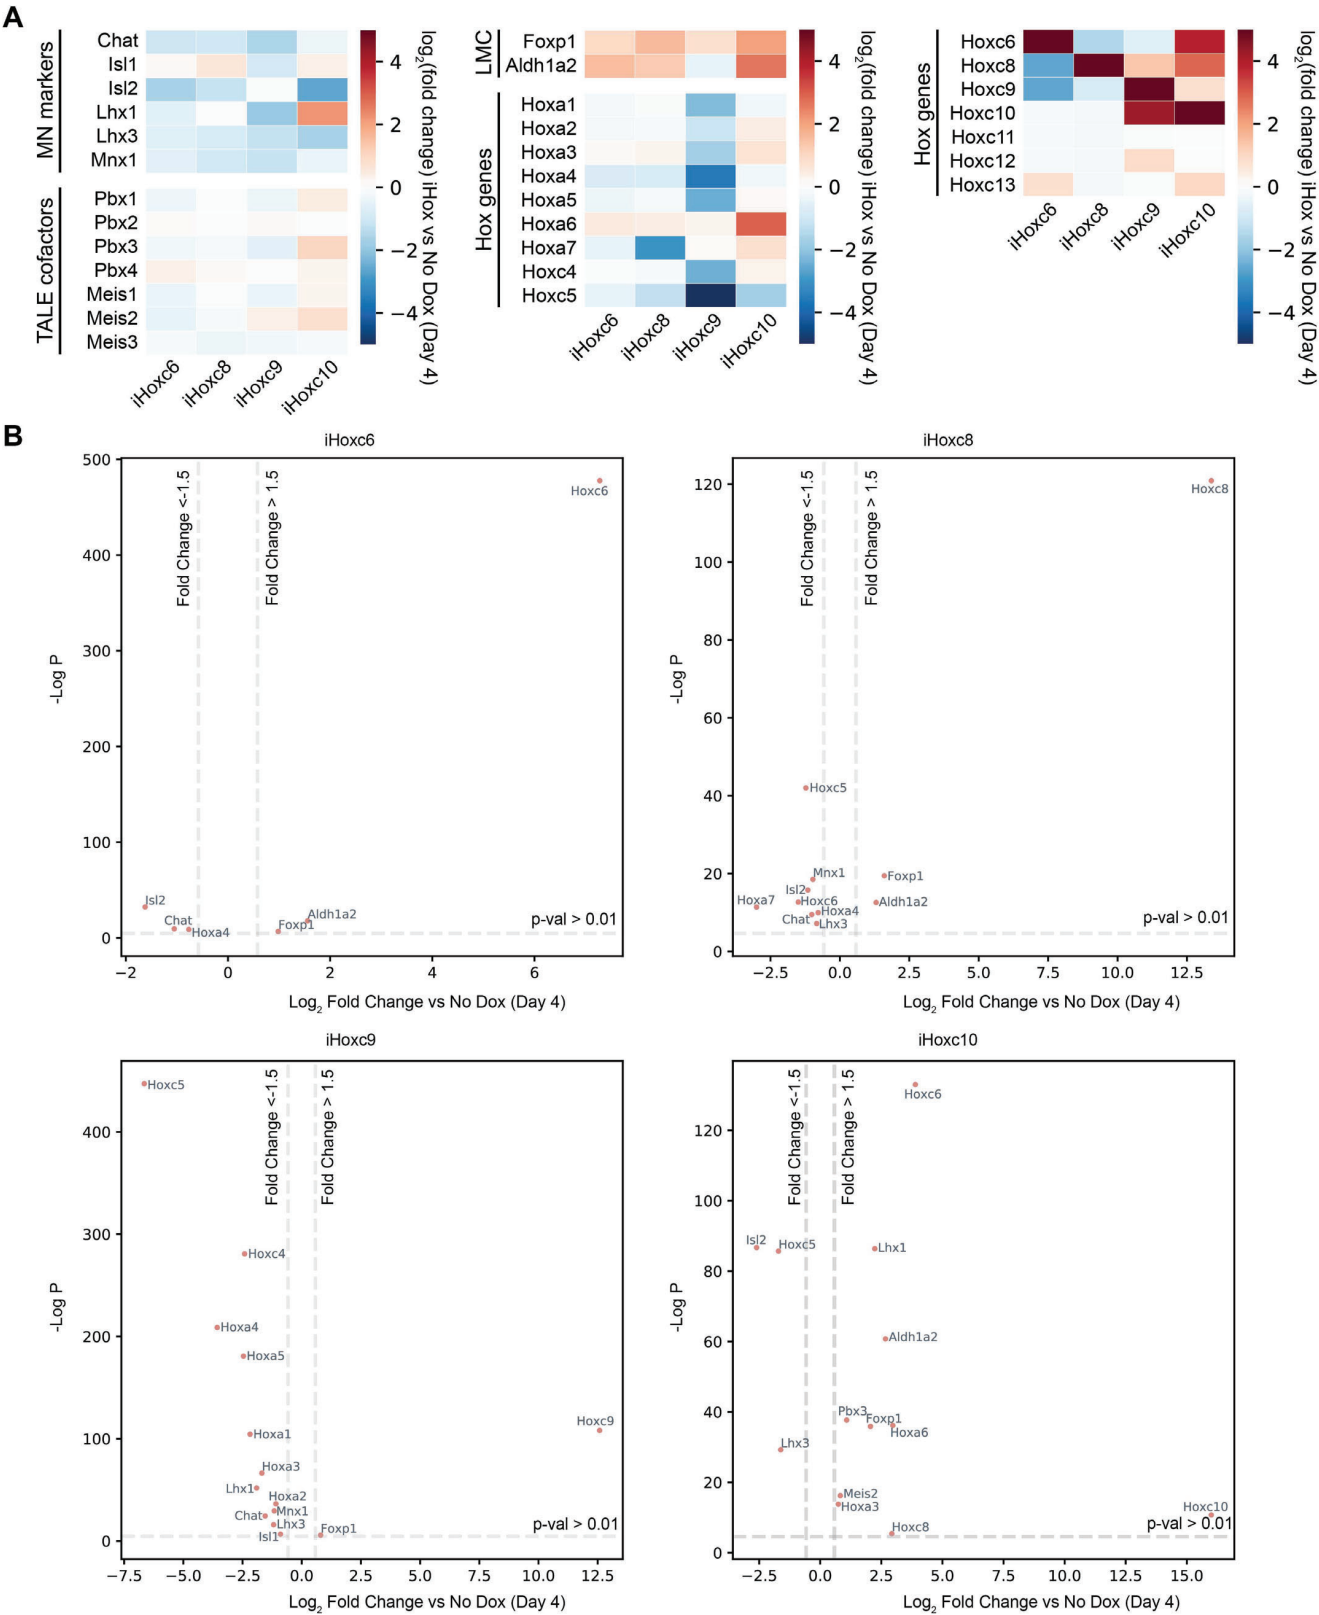 A
MN markers
Chat
Isl1
Isl2
Lhx1
Lhx3
Mnx1
TALE cofactors
Pbx1
Pbx2
Pbx3
Pbx4
Meis1
Meis2
Meis3
iHoxc6
iHoxc8
iHoxc9
iHoxc10
4
2
0
−2
−4
log2(fold change) iHox vs No Dox (Day 4)
LMC
Foxp1
Aldh1a2
Hox genes
Hoxa1
Hoxa2
Hoxa3
Hoxa4
Hoxa5
Hoxa6
Hoxa7
Hoxc4
Hoxc5
iHoxc6
iHoxc8
iHoxc9
iHoxc10
4
2
0
−2
−4
log2(fold change) iHox vs No Dox (Day 4)
Hox genes
Hoxc6
Hoxc8
Hoxc9
Hoxc10
Hoxc11
Hoxc12
Hoxc13
iHoxc6
iHoxc8
iHoxc9
iHoxc10
4
2
0
−2
−4
log2(fold change) iHox vs No Dox (Day 4)
B
iHoxc6
-Log P
500
400
300
200
100
0
Fold Change <-1.5
Fold Change > 1.5
Hoxc6
Isl2
Chat
Hoxa4
Aldh1a2
Foxp1
p-val > 0.01
−2
0
2
4
6
Log2 Fold Change vs No Dox (Day 4)
iHoxc8
-Log P
120
100
80
60
40
20
0
Fold Change <-1.5
Fold Change > 1.5
Hoxc8
Hoxc5
Mnx1
Foxp1
Isl2
Hoxa7
Hoxc6
Aldh1a2
Hoxa4
Chat
Lhx3
p-val > 0.01
−2.5
0.0
2.5
5.0
7.5
10.0
12.5
Log2 Fold Change vs No Dox (Day 4)
iHoxc9
-Log P
400
300
200
100
0
Fold Change <-1.5
Fold Change > 1.5
Hoxc5
Hoxc4
Hoxa4
Hoxa5
Hoxc9
Hoxa1
Hoxa3
Lhx1
Hoxa2
Mnx1
Chat
Lhx3
Isl1
Foxp1
p-val > 0.01
−7.5
−5.0
−2.5
0.0
2.5
5.0
7.5
10.0
12.5
Log2 Fold Change vs No Dox (Day 4)
iHoxc10
-Log P
120
100
80
60
40
20
0
Fold Change <-1.5
Fold Change > 1.5
Hoxc6
Isl2
Hoxc5
Lhx1
Aldh1a2
Pbx3
Foxp1
Hoxa6
Lhx3
Meis2
Hoxa3
Hoxc10
Hoxc8
p-val > 0.01
−2.5
0.0
2.5
5.0
7.5
10.0
12.5
15.0
Log2 Fold Change vs No Dox (Day 4)